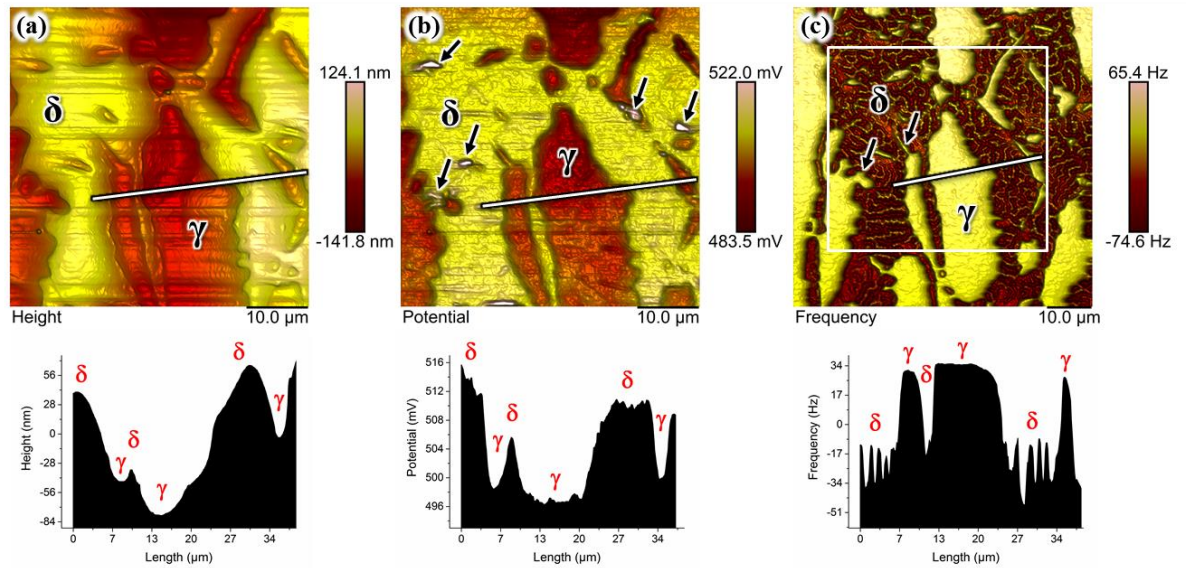 (a)
δ
γ
124.1 nm
-141.8 nm
Height
10.0 µm
(b)
δ
γ
522.0 mV
483.5 mV
Potential
10.0 µm
(c)
δ
γ
65.4 Hz
-74.6 Hz
Frequency
10.0 µm
Height (nm)
56
28
0
-28
-56
-84
δ
γ
δ
γ
δ
γ
0 7 14 20 27 34
Length (µm)
Potential (mV)
516
512
508
504
500
496
δ
γ
δ
γ
δ
γ
0 7 14 20 27 34
Length (µm)
Frequency (Hz)
34
17
0
-17
-34
-51
δ
γ
δ
γ
δ
γ
0 7 14 20 27 34
Length (µm)